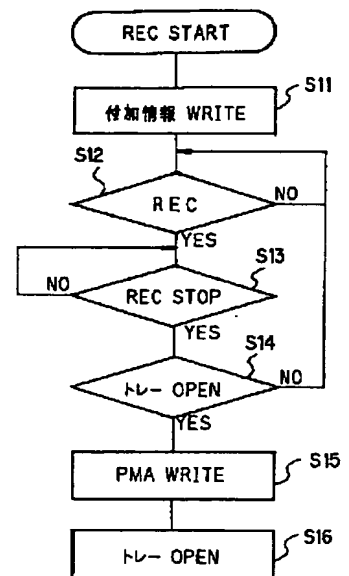 REC START
S11
付加情報 WRITE
S12
REC
NO
YES
S13
NO
REC STOP
YES
S14
トレー OPEN
NO
YES
S15
PMA WRITE
S16
トレー OPEN